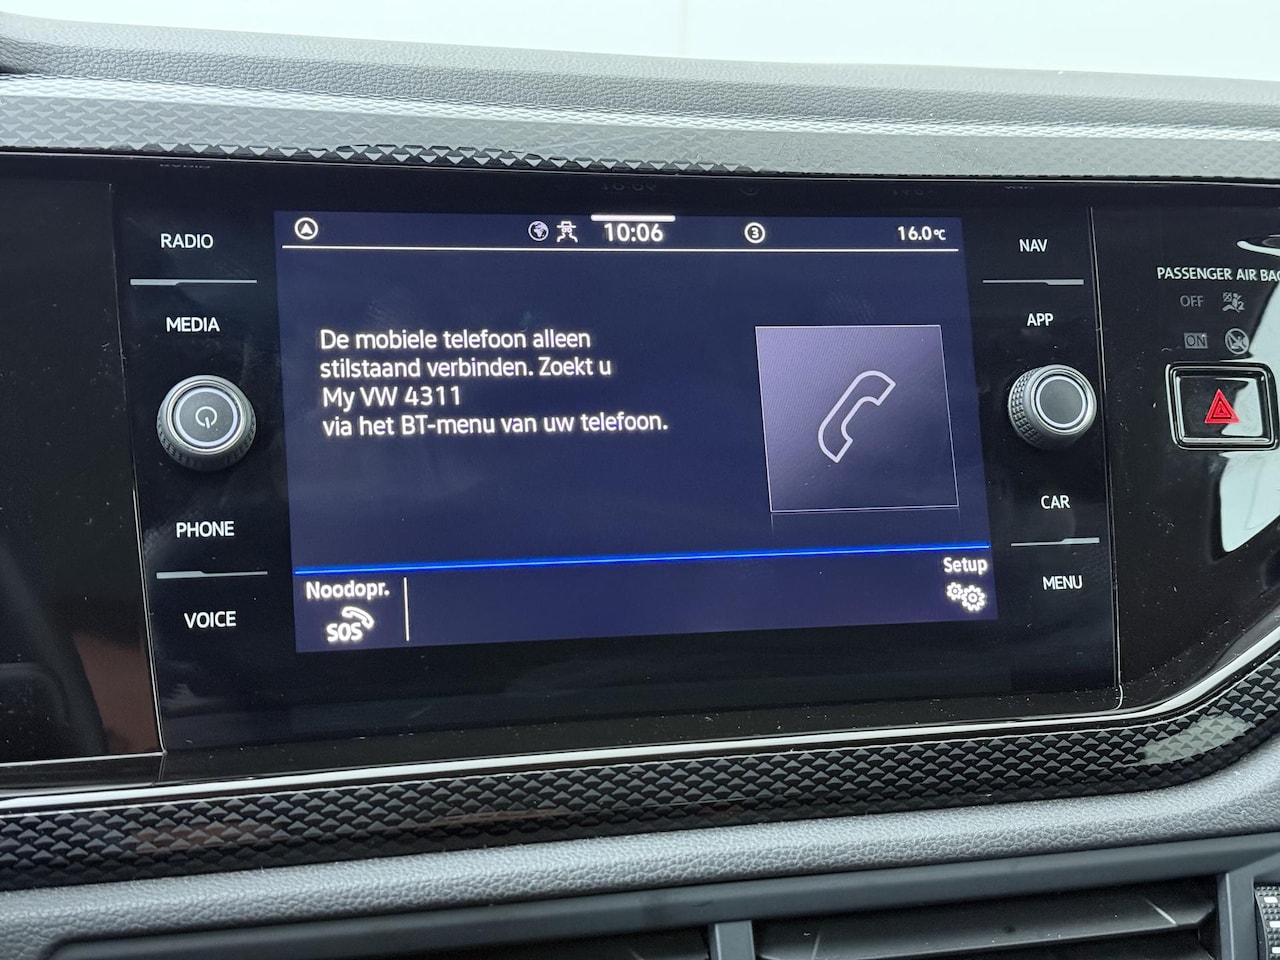 RADIO
MEDIA
PHONE
VOICE
10:06
3
16.0°C
De mobiele telefoon alleen
stilstaand verbinden. Zoekt u
My VW 4311
via het BT-menu van uw telefoon.
Noodopr.
SOS
Setup
NAV
APP
CAR
MENU
PASSENGER AIR BAG
OFF
ON